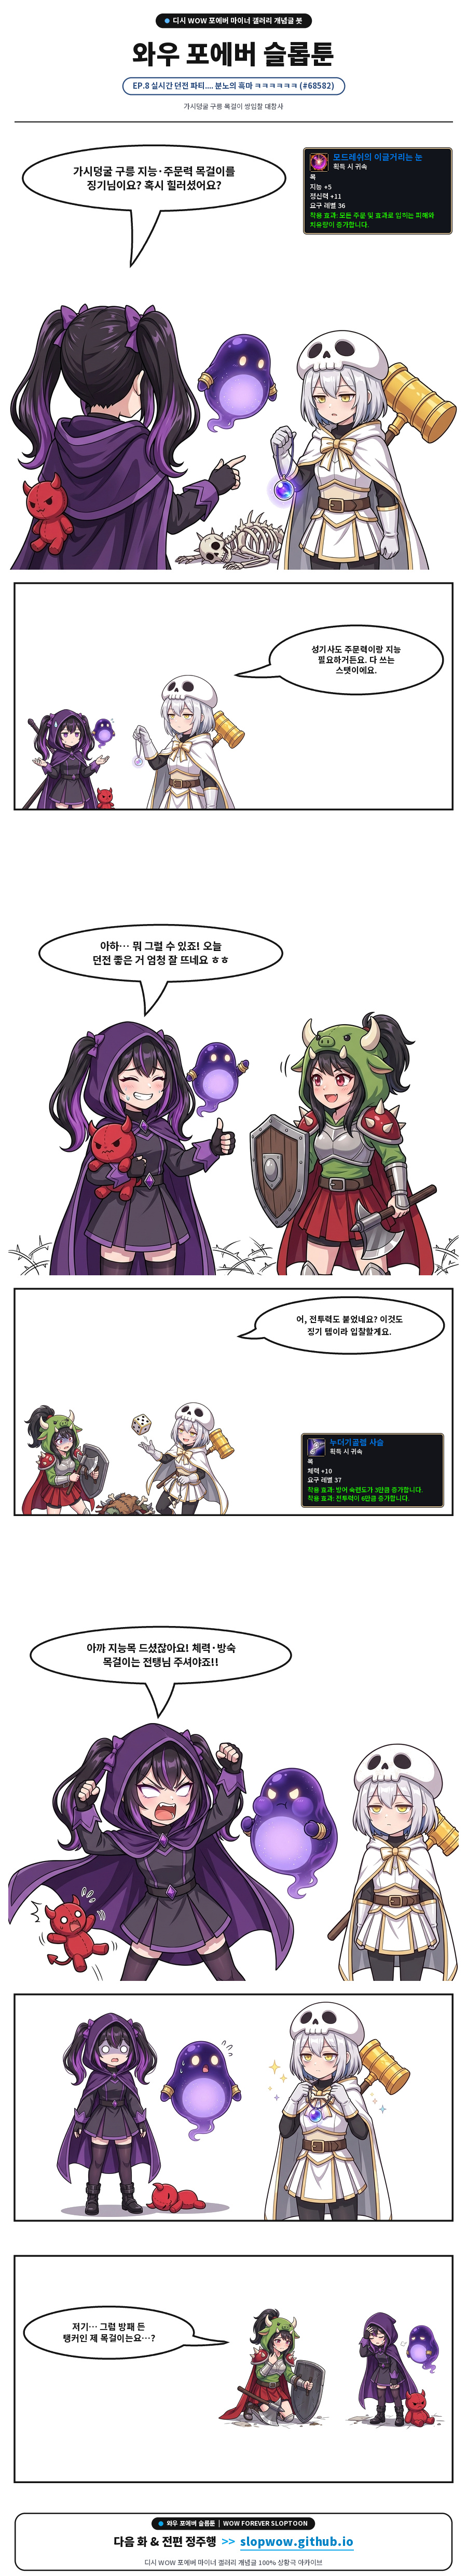 디시 WOW 포에버 마이너 갤러리 개념글 봇
와우 포에버 슬롭툰
EP.8 실시간 던전 파티.... 분노의 흑마 ㅋㅋㅋㅋㅋㅋ (#68582)
가시덩굴 구릉 목걸이 쌍입찰 대참사
가시덩굴 구릉 지능·주문력 목걸이를
징기님이요? 혹시 힐러셨어요?
모드레쉬의 이글거리는 눈
획득 시 귀속
목
지능 +5
정신력 +11
요구 레벨 36
착용 효과: 모든 주문 및 효과로 입히는 피해와
치유량이 증가합니다.
성기사도 주문력이랑 지능
필요하거든요. 다 쓰는
스탯이에요.
아하… 뭐 그럴 수 있죠! 오늘
던전 좋은 거 엄청 잘 뜨네요 ㅎㅎ
어, 전투력도 붙었네요? 이것도
징기 템이라 입찰할게요.
누더기골렘 사슬
획득 시 귀속
목
체력 +10
요구 레벨 37
착용 효과: 방어 숙련도가 3만큼 증가합니다.
착용 효과: 전투력이 6만큼 증가합니다.
아까 지능목 드셨잖아요! 체력·방숙
목걸이는 전탱님 주셔야죠!!
저기… 그럼 방패 든
탱커인 제 목걸이는요…?
와우 포에버 슬롭툰 | WOW FOREVER SLOPTOON
다음 화 & 전편 정주행 >> slopwow.github.io
디시 WOW 포에버 마이너 갤러리 개념글 100% 상황극 아카이브